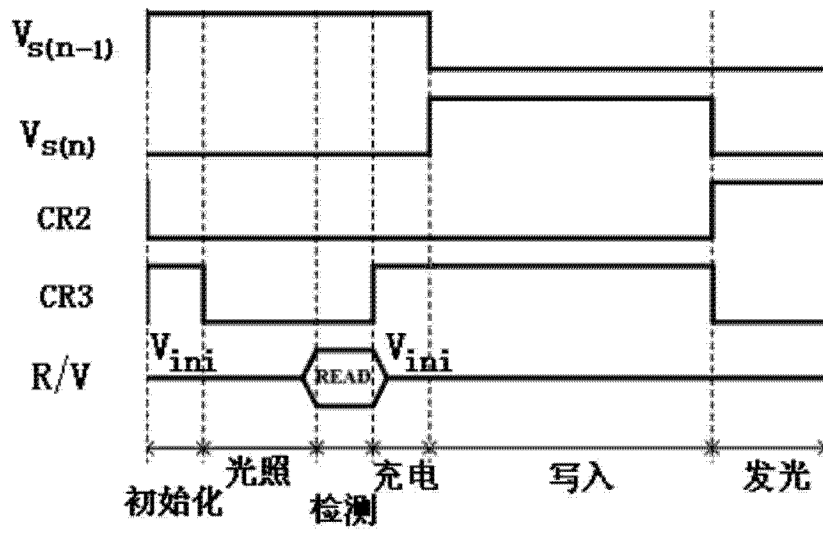 Vs(n-1)
Vs(n)
CR2
CR3
Vini
Vini
R/V
READ
初始化
光照
检测
充电
写入
发光